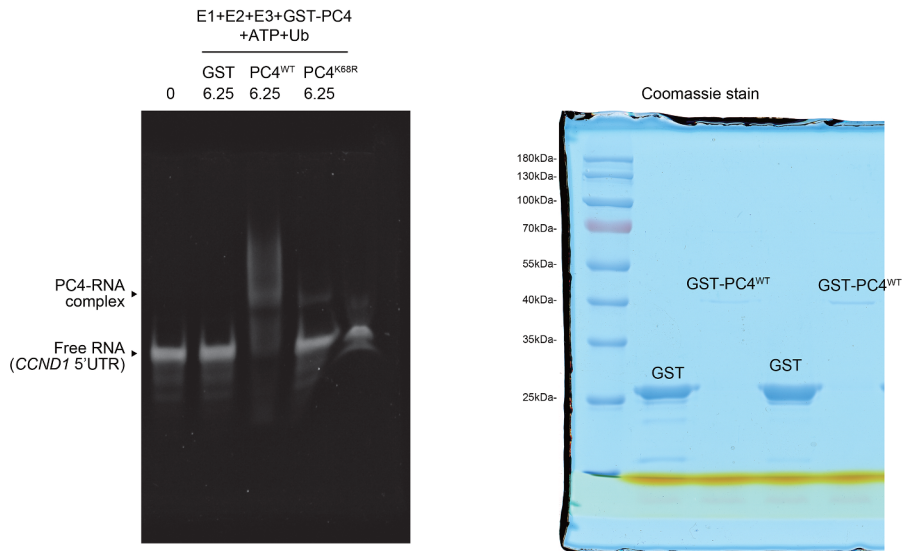 E1+E2+E3+GST-PC4
+ATP+Ub
GST PC4ᵂᵀ PC4ᴷ⁶⁸ᴿ
0 6.25 6.25 6.25
PC4-RNA
complex
Free RNA
(CCND1 5'UTR)
Coomassie stain
180kDa-
130kDa-
100kDa-
70kDa-
55kDa-
40kDa-
35kDa-
25kDa-
GST-PC4ᵂᵀ
GST-PC4ᵂᵀ
GST
GST